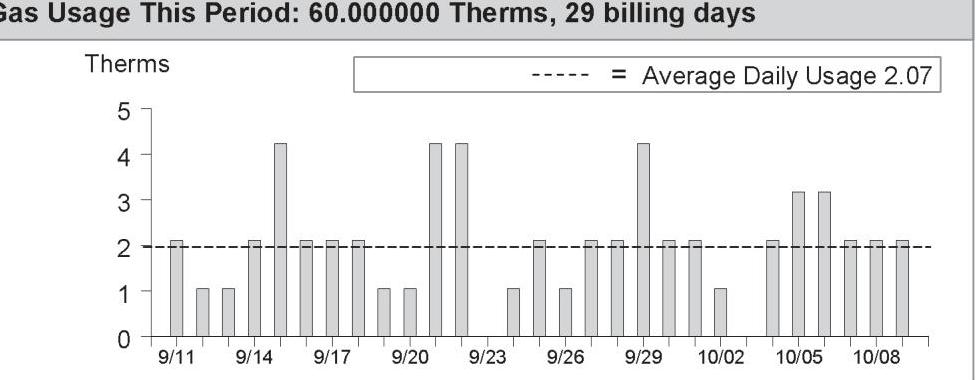 Gas Usage This Period: 60.000000 Therms, 29 billing days
Therms
----- = Average Daily Usage 2.07
5
4
3
2
1
0
9/11 9/14 9/17 9/20 9/23 9/26 9/29 10/02 10/05 10/08